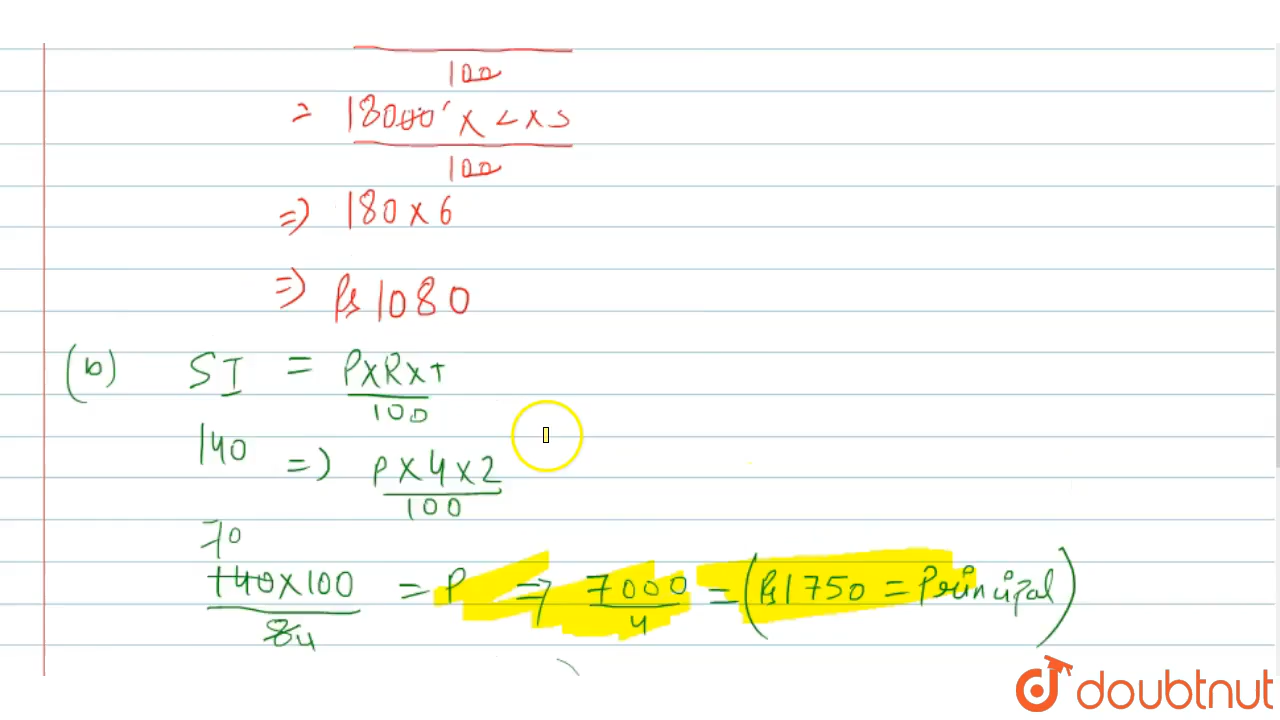 100
= 18000 × 2 × 3
100
=) 180 × 6
=) Rs 1080
(b) SI = P×R×T
100
140 =) P × 4 × 2
100
70
140×100 = P => 7000 = (Rs 1750 = Principal)
84 4
doubtnut